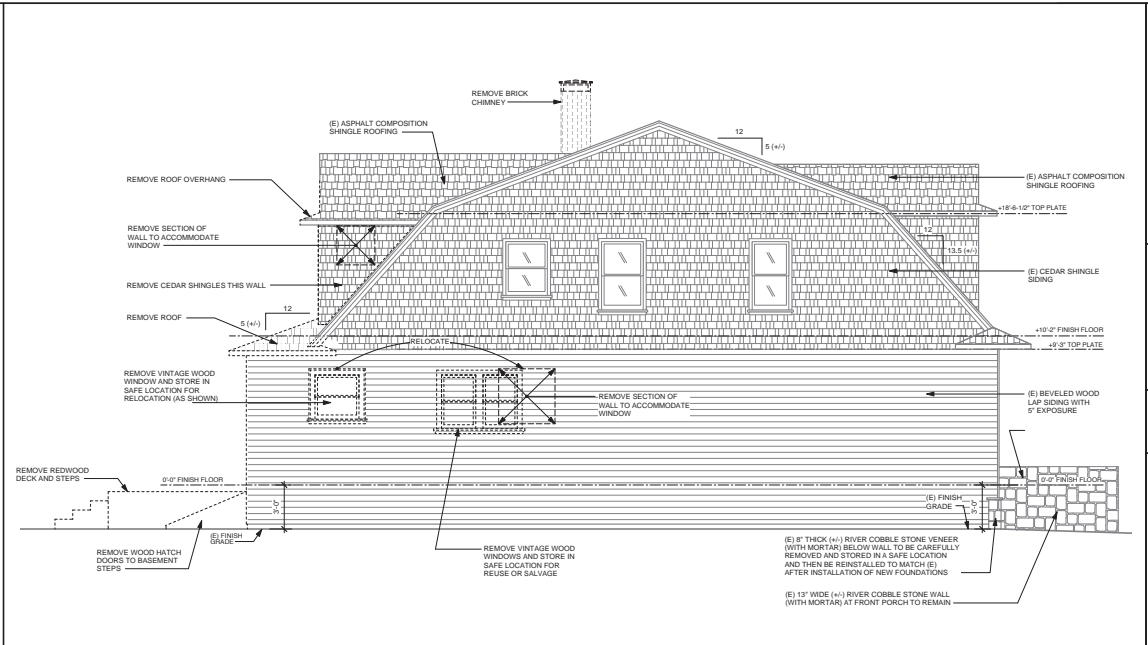 REMOVE BRICK
CHIMNEY
(E) ASPHALT COMPOSITION
SHINGLE ROOFING
12
5 (+/-)
REMOVE ROOF OVERHANG
(E) ASPHALT COMPOSITION
SHINGLE ROOFING
+18'-6-1/2" TOP PLATE
REMOVE SECTION OF
WALL TO ACCOMMODATE
WINDOW
12
13.5 (+/-)
(E) CEDAR SHINGLE
SIDING
REMOVE CEDAR SHINGLES THIS WALL
12
5 (+/-)
REMOVE ROOF
+10'-2" FINISH FLOOR
+9'-3" TOP PLATE
RELOCATE
REMOVE VINTAGE WOOD
WINDOW AND STORE IN
SAFE LOCATION FOR
RELOCATION (AS SHOWN)
REMOVE SECTION OF
WALL TO ACCOMMODATE
WINDOW
(E) BEVELED WOOD
LAP SIDING WITH
5" EXPOSURE
REMOVE REDWOOD
DECK AND STEPS
0'-0" FINISH FLOOR
0'-0" FINISH FLOOR
3'-0"
(E) FINISH
GRADE
3'-0"
(E) FINISH
GRADE
REMOVE WOOD HATCH
DOORS TO BASEMENT
STEPS
REMOVE VINTAGE WOOD
WINDOWS AND STORE IN
SAFE LOCATION FOR
REUSE OR SALVAGE
(E) 8" THICK (+/-) RIVER COBBLE STONE VENEER
(WITH MORTAR) BELOW WALL TO BE CAREFULLY
REMOVED AND STORED IN A SAFE LOCATION
AND THEN BE REINSTALLED TO MATCH (E)
AFTER INSTALLATION OF NEW FOUNDATIONS
(E) 13" WIDE (+/-) RIVER COBBLE STONE WALL
(WITH MORTAR) AT FRONT PORCH TO REMAIN